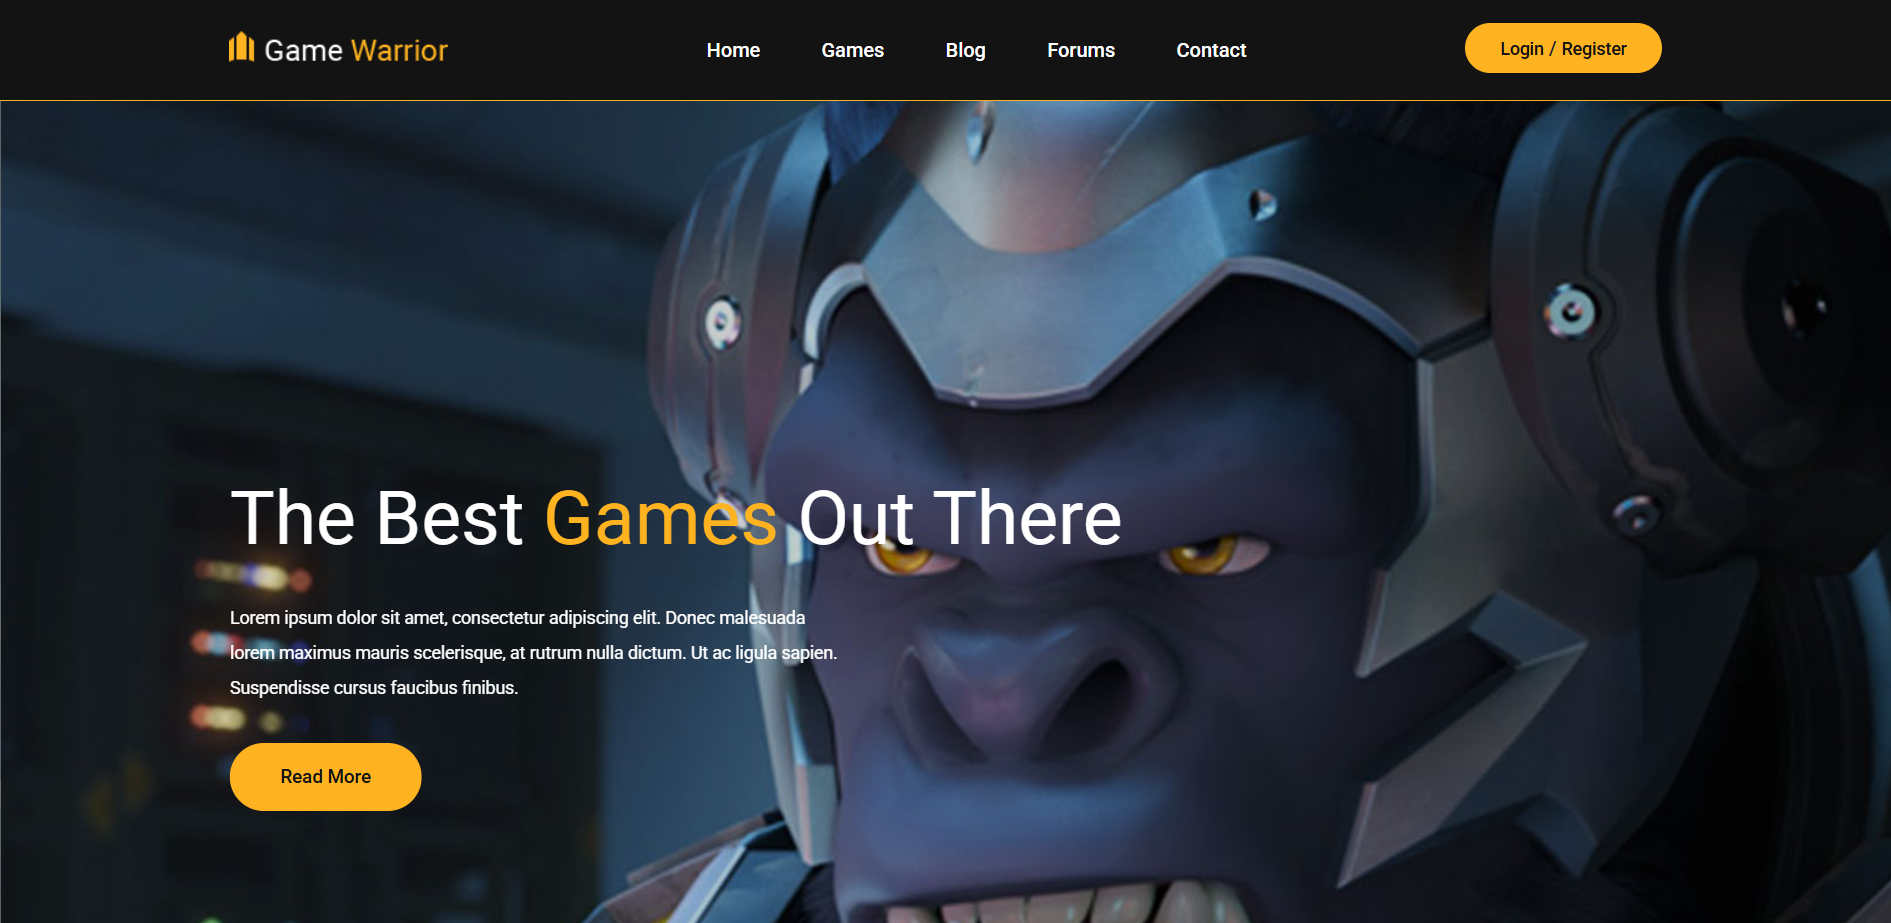 Game Warrior
Home
Games
Blog
Forums
Contact
Login / Register
The Best Games Out There
Lorem ipsum dolor sit amet, consectetur adipiscing elit. Donec malesuada
lorem maximus mauris scelerisque, at rutrum nulla dictum. Ut ac ligula sapien.
Suspendisse cursus faucibus finibus.
Read More